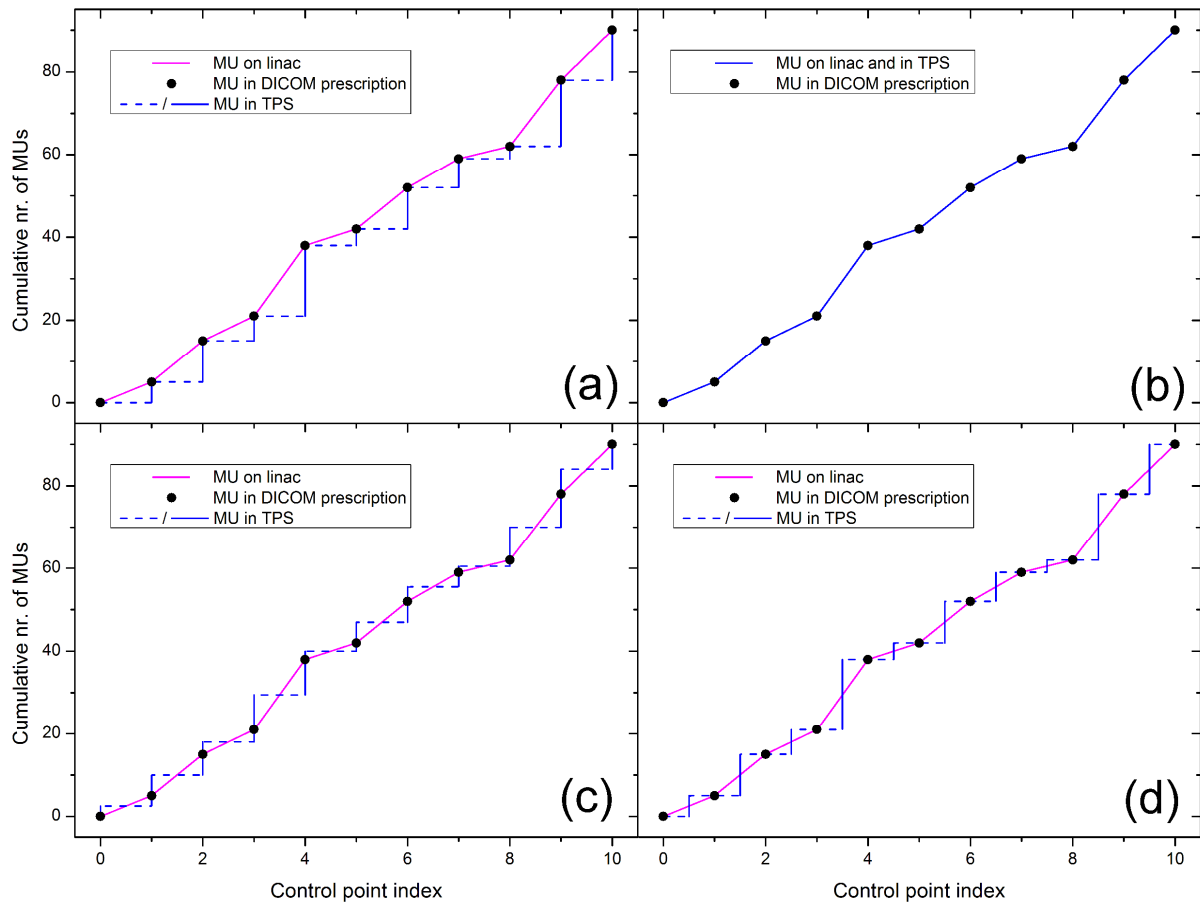 MU on linac
MU in DICOM prescription
/ MU in TPS
MU on linac and in TPS
MU in DICOM prescription
80
60
40
20
0
Cumulative nr. of MUs
(a)
(b)
MU on linac
MU in DICOM prescription
/ MU in TPS
MU on linac
MU in DICOM prescription
/ MU in TPS
80
60
40
20
0
Cumulative nr. of MUs
(c)
(d)
0 2 4 6 8 10
0 2 4 6 8 10
Control point index
Control point index